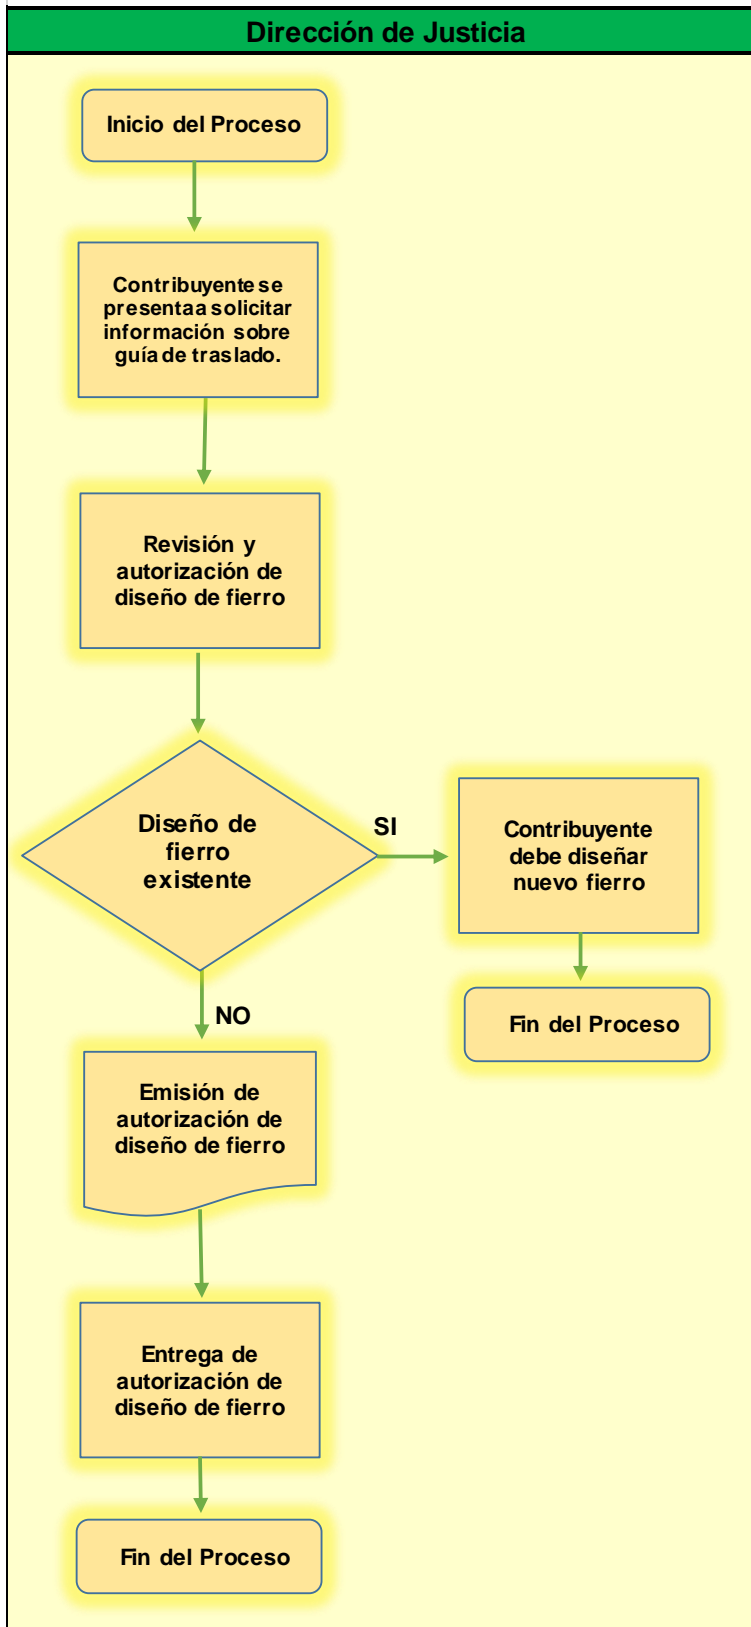 Dirección de Justicia
Inicio del Proceso
Contribuyente se
presenta a solicitar
información sobre
guía de traslado.
Revisión y
autorización de
diseño de fierro
Diseño de
fierro
existente
SI
Contribuyente
debe diseñar
nuevo fierro
Fin del Proceso
NO
Emisión de
autorización de
diseño de fierro
Entrega de
autorización de
diseño de fierro
Fin del Proceso